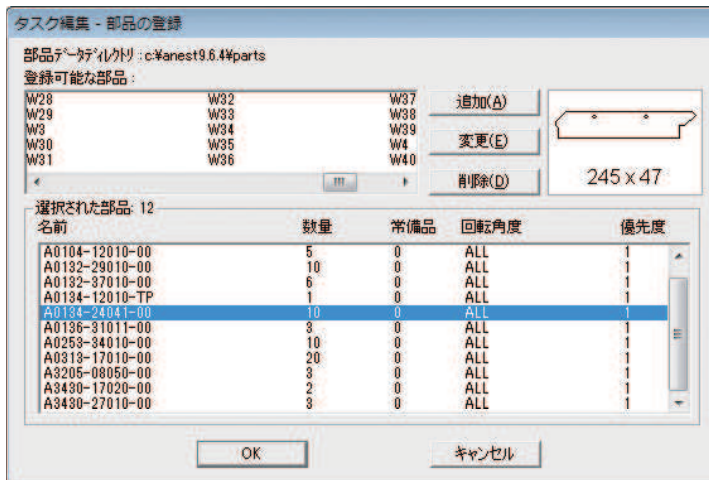 タスク編集 - 部品の登録
部品データディレクトリ :c:¥anest9.6.4¥parts
登録可能な部品 :
W28 W32 W37
W29 W33 W38
W3 W34 W39
W30 W35 W4
W31 W36 W40
追加(A)
変更(E)
削除(D)
245 x 47
選択された部品: 12
名前 数量 常備品 回転角度 優先度
A0104-12010-00 5 0 ALL 1
A0132-29010-00 10 0 ALL 1
A0132-37010-00 6 0 ALL 1
A0134-12010-TP 1 0 ALL 1
A0134-24041-00 10 0 ALL 1
A0136-31011-00 3 0 ALL 1
A0253-34010-00 10 0 ALL 1
A0313-17010-00 20 0 ALL 1
A3205-08050-00 3 0 ALL 1
A3430-17020-00 2 0 ALL 1
A3430-27010-00 3 0 ALL 1
OK キャンセル